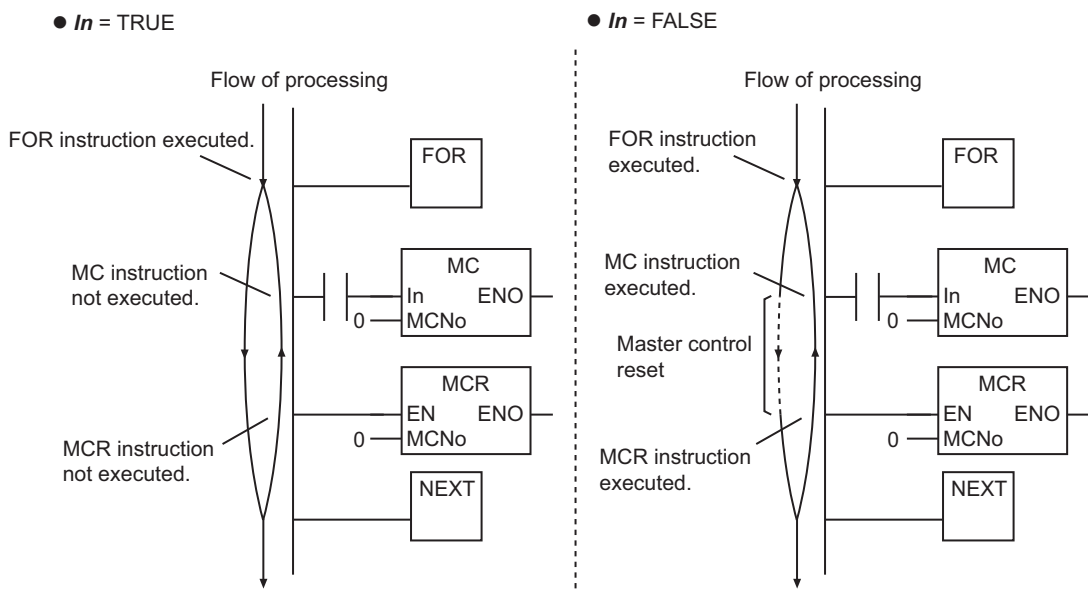 ● In = TRUE
Flow of processing
FOR instruction executed.
FOR
MC instruction
not executed.
MC
In ENO
0 MCNo
MCR
EN ENO
0 MCNo
MCR instruction
not executed.
NEXT
● In = FALSE
Flow of processing
FOR instruction
executed.
FOR
MC instruction
executed.
MC
In ENO
0 MCNo
Master control
reset
MCR
EN ENO
0 MCNo
MCR instruction
executed.
NEXT